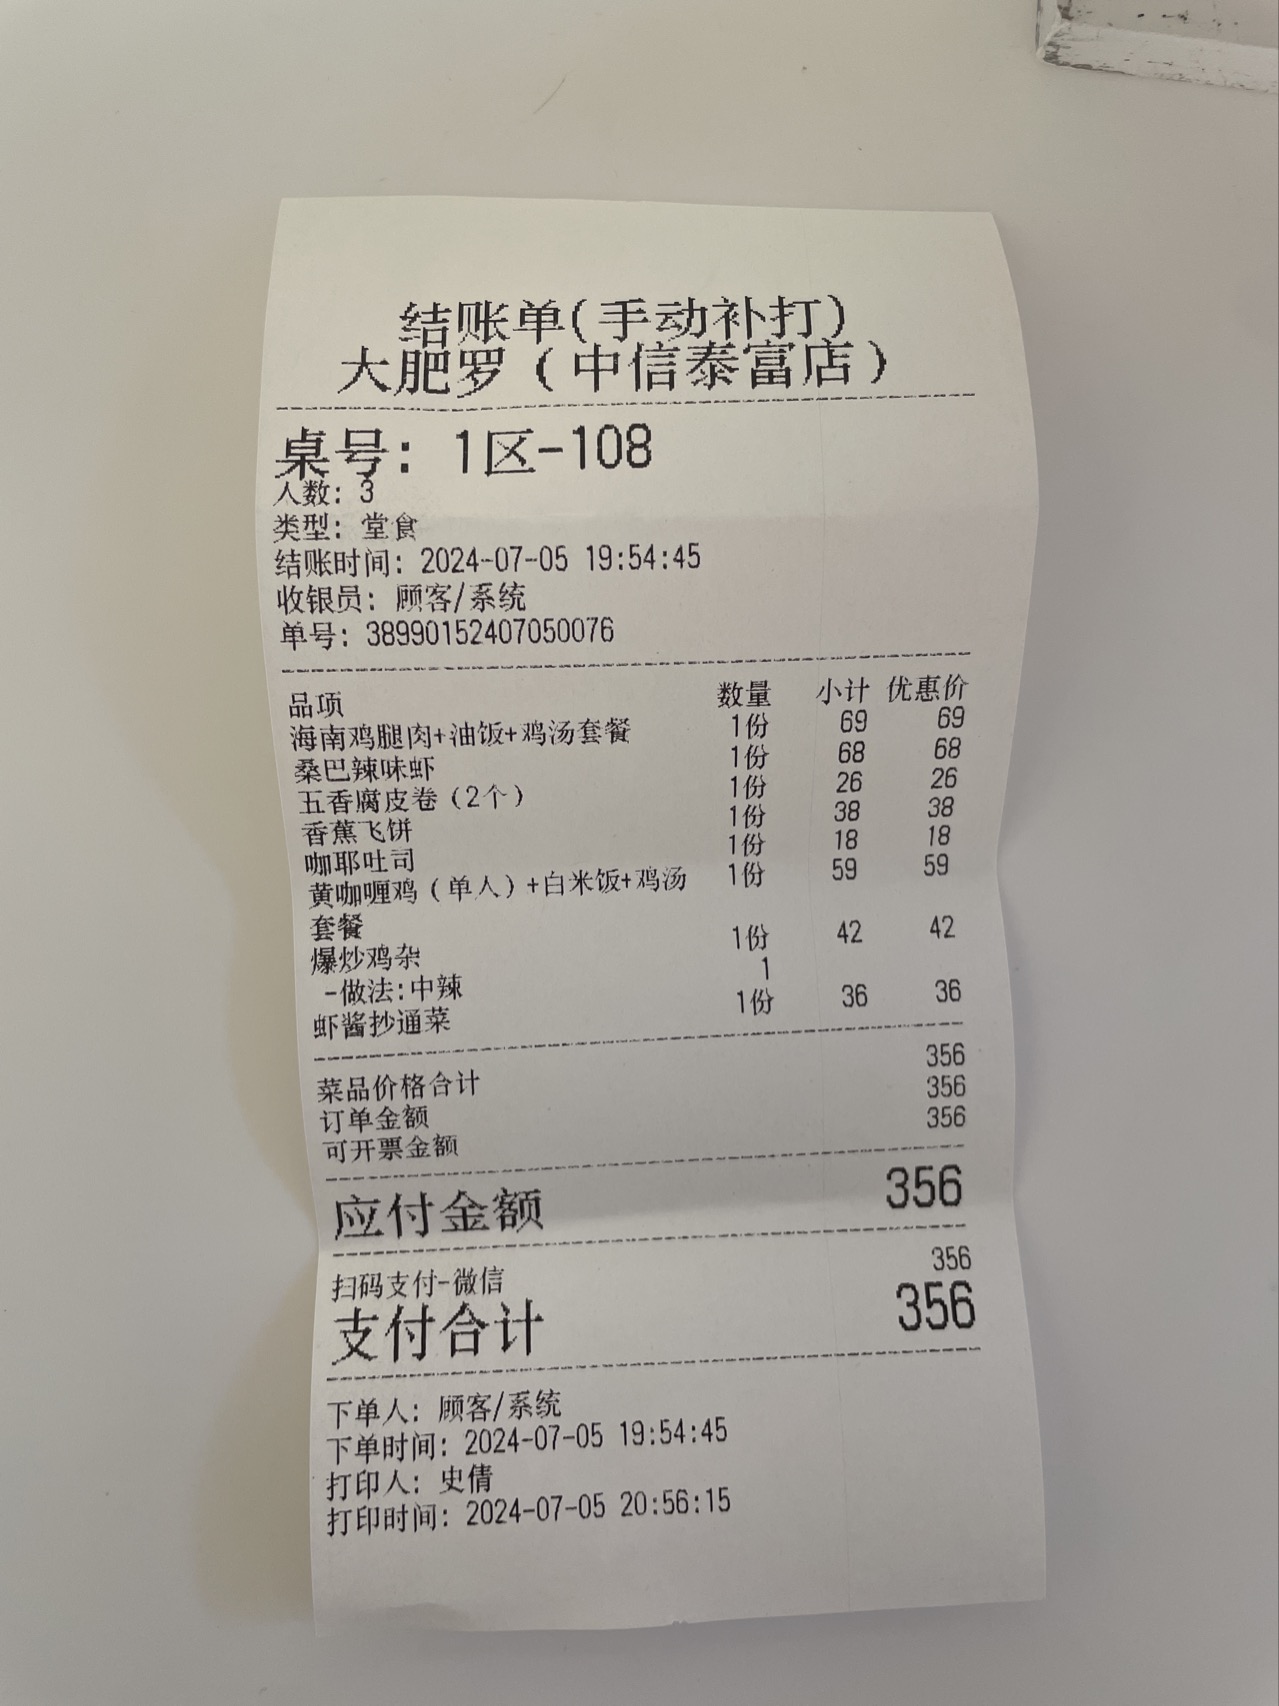 结账单(手动补打)
大肥罗（中信泰富店）
桌号: 1区-108
人数: 3
类型: 堂食
结账时间: 2024-07-05 19:54:45
收银员: 顾客/系统
单号: 38990152407050076
品项 数量 小计 优惠价
海南鸡腿肉+油饭+鸡汤套餐 1份 69 69
桑巴辣味虾 1份 68 68
五香腐皮卷（2个） 1份 26 26
香蕉飞饼 1份 38 38
咖耶吐司 1份 18 18
黄咖喱鸡（单人）+白米饭+鸡汤 1份 59 59
套餐
爆炒鸡杂 1份 42 42
-做法:中辣 1
虾酱抄通菜 1份 36 36
菜品价格合计 356
订单金额 356
可开票金额 356
应付金额 356
扫码支付-微信 356
支付合计 356
下单人: 顾客/系统
下单时间: 2024-07-05 19:54:45
打印人: 史倩
打印时间: 2024-07-05 20:56:15